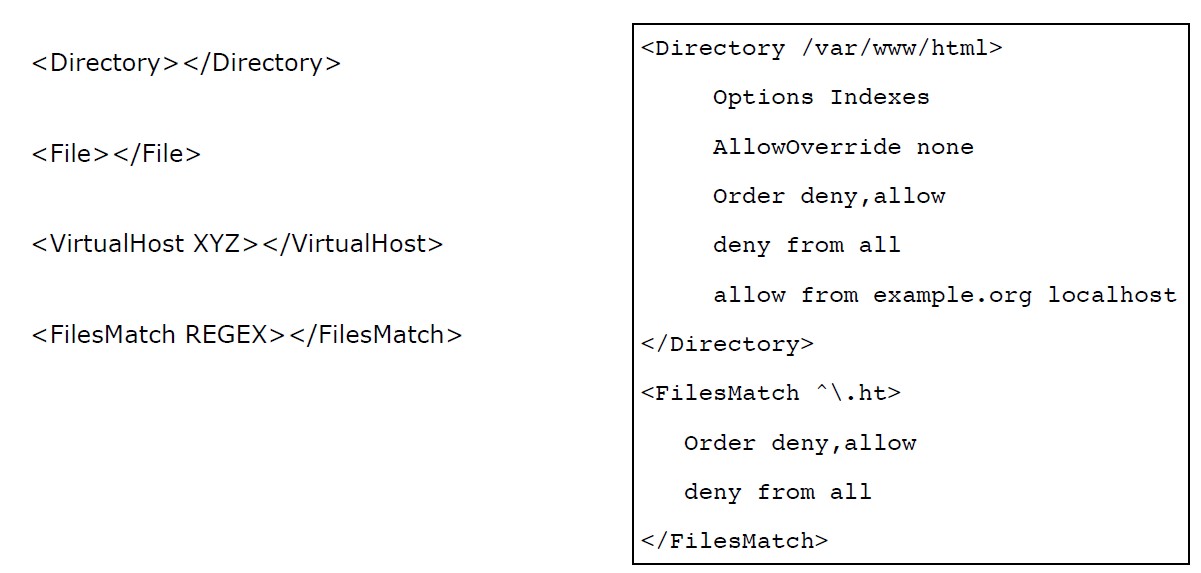 <Directory></Directory>
<File></File>
<VirtualHost XYZ></VirtualHost>
<FilesMatch REGEX></FilesMatch>
<Directory /var/www/html>
Options Indexes
AllowOverride none
Order deny,allow
deny from all
allow from example.org localhost
</Directory>
<FilesMatch ^\.ht>
Order deny,allow
deny from all
</FilesMatch>